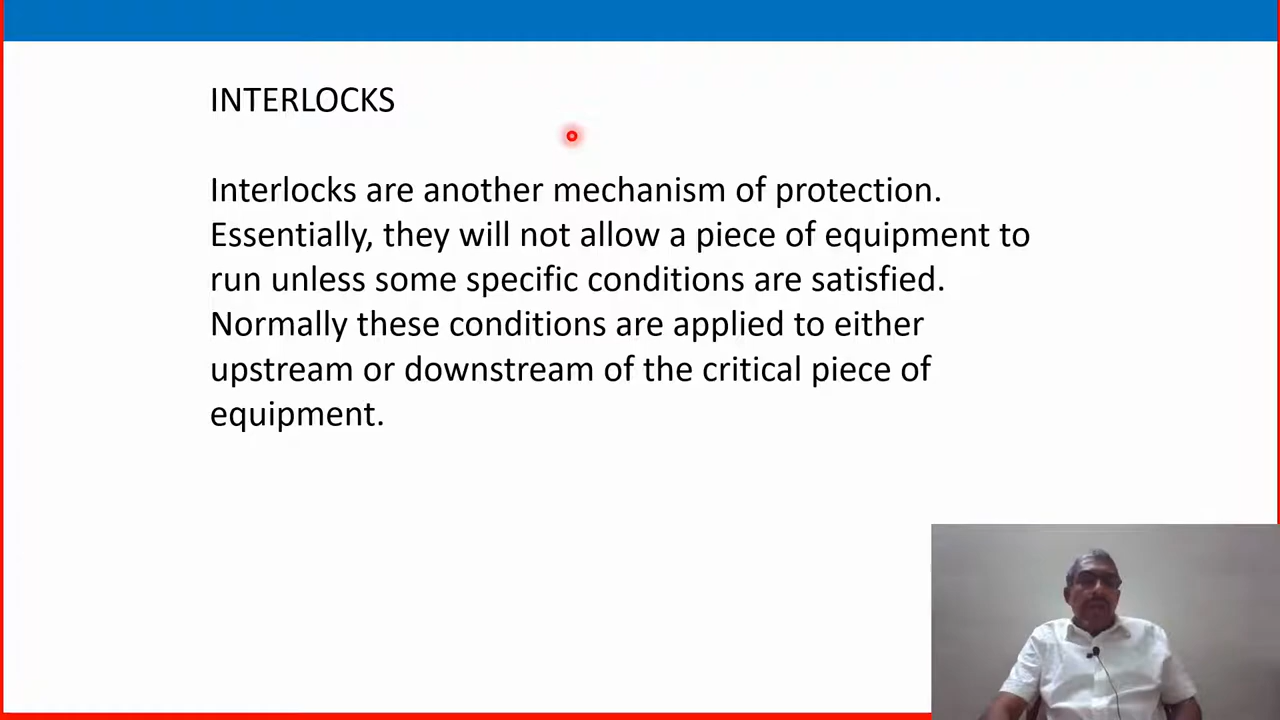 INTERLOCKS
Interlocks are another mechanism of protection.
Essentially, they will not allow a piece of equipment to
run unless some specific conditions are satisfied.
Normally these conditions are applied to either
upstream or downstream of the critical piece of
equipment.